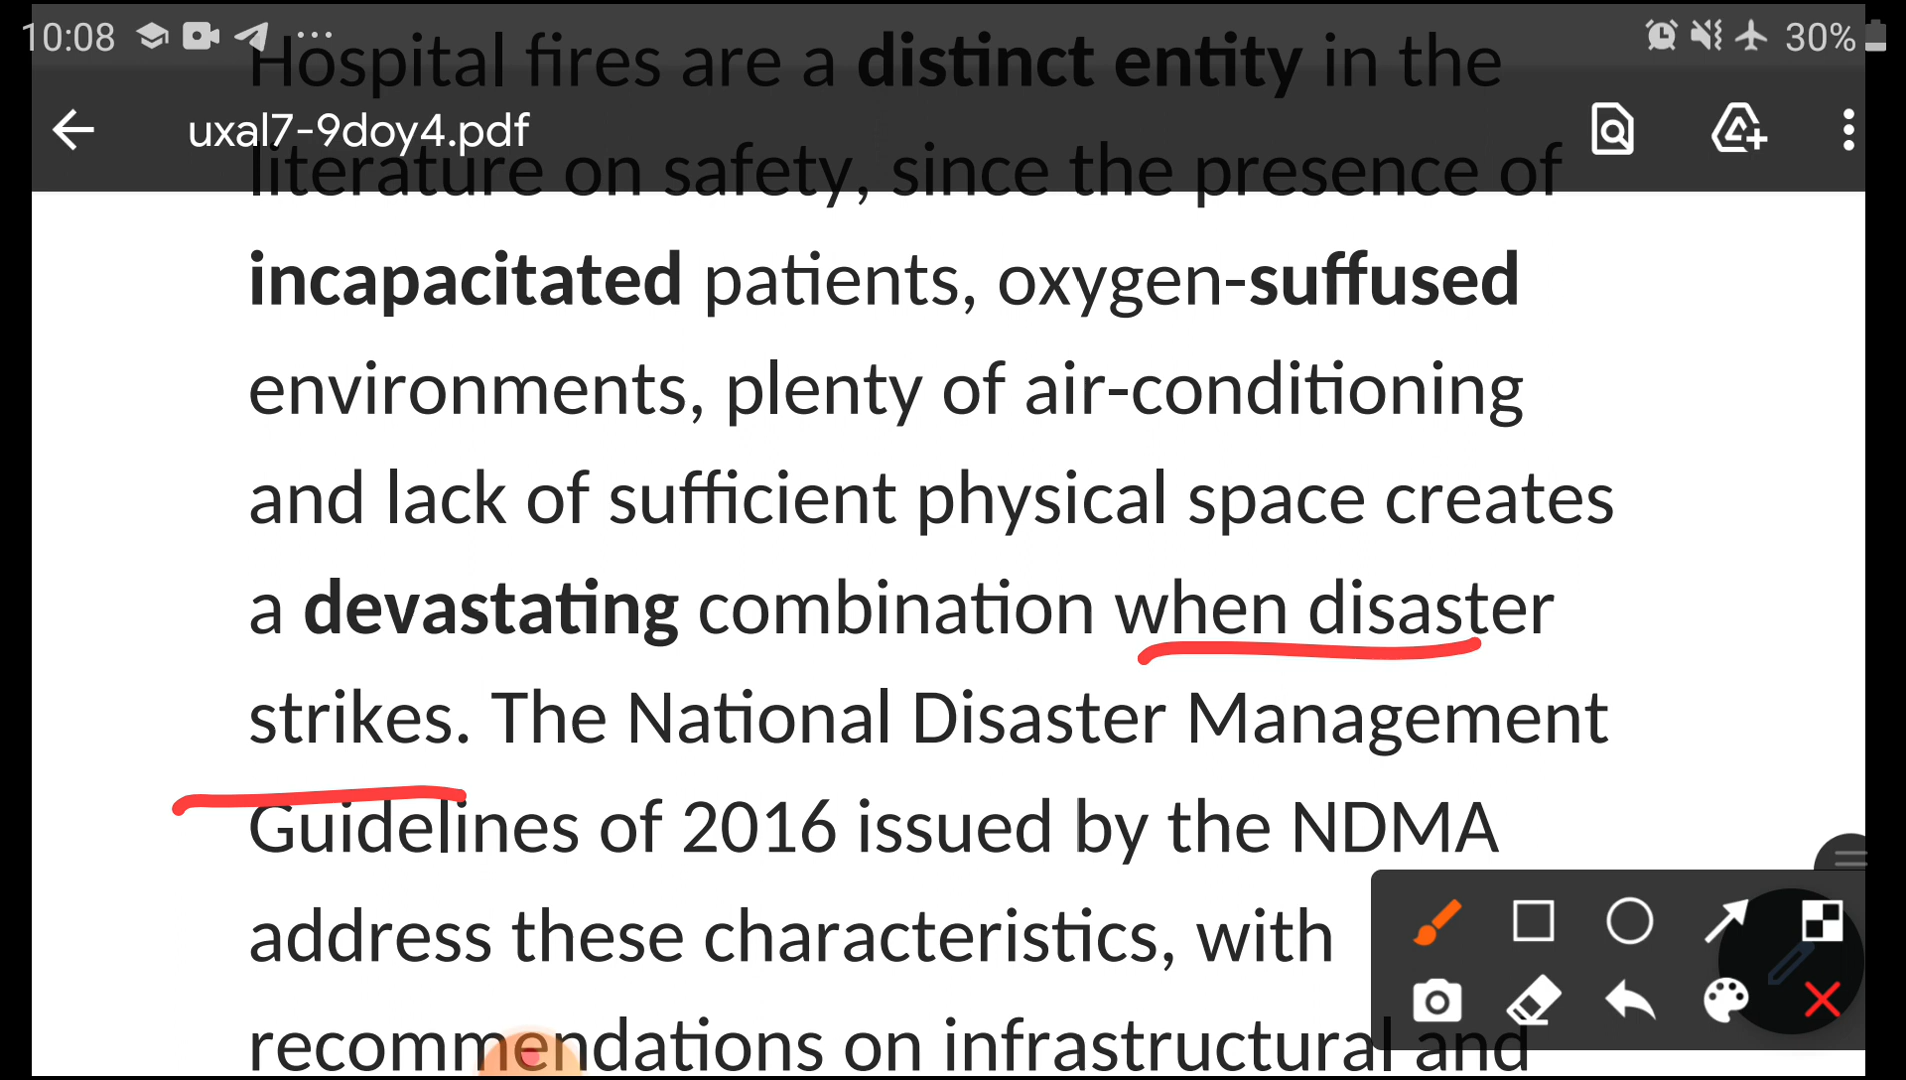 10:08 ... 30%
Hospital fires are a distinct entity in the
uxal7-9doy4.pdf
literature on safety, since the presence of
incapacitated patients, oxygen-suffused
environments, plenty of air-conditioning
and lack of sufficient physical space creates
a devastating combination when disaster
strikes. The National Disaster Management
Guidelines of 2016 issued by the NDMA
address these characteristics, with
recommendations on infrastructural and